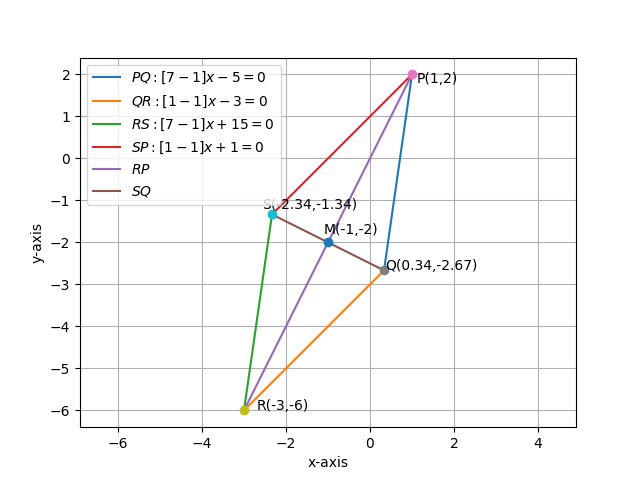 PQ : [7 − 1]x − 5 = 0
QR : [1 − 1]x − 3 = 0
RS : [7 − 1]x + 15 = 0
SP : [1 − 1]x + 1 = 0
RP
SQ
P(1,2)
S(-2.34,-1.34)
M(-1,-2)
Q(0.34,-2.67)
R(-3,-6)
2
1
0
−1
−2
−3
−4
−5
−6
y-axis
−6 −4 −2 0 2 4
x-axis